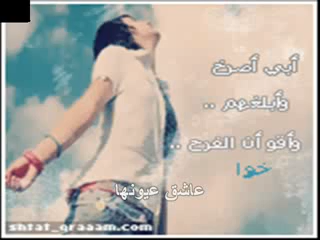 أبي أصرخ
وأبلغهم ..
وأقول أن الفرح ..
خوا
عاشق عيونها
shtat_graaam.com